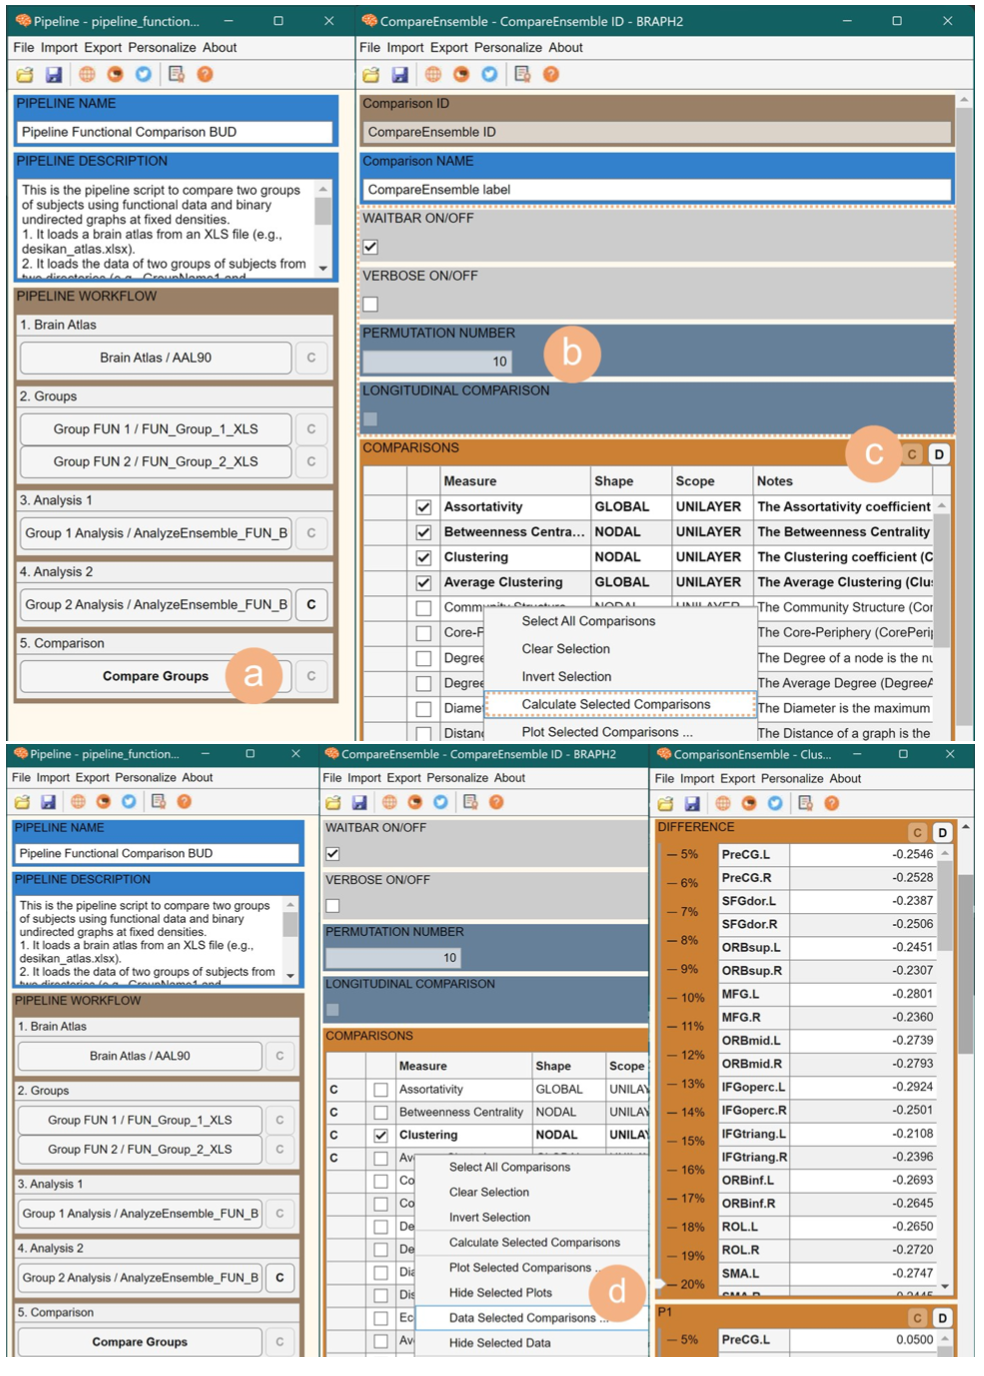 Pipeline - pipeline_function...
File Import Export Personalize About
PIPELINE NAME
Pipeline Functional Comparison BUD
PIPELINE DESCRIPTION
This is the pipeline script to compare two groups
of subjects using functional data and binary
undirected graphs at fixed densities.
1. It loads a brain atlas from an XLS file (e.g.,
desikan_atlas.xlsx).
2. It loads the data of two groups of subjects from
PIPELINE WORKFLOW
1. Brain Atlas
Brain Atlas / AAL90 C
2. Groups
Group FUN 1 / FUN_Group_1_XLS C
Group FUN 2 / FUN_Group_2_XLS C
3. Analysis 1
Group 1 Analysis / AnalyzeEnsemble_FUN_B C
4. Analysis 2
Group 2 Analysis / AnalyzeEnsemble_FUN_B C
5. Comparison
Compare Groups a C
CompareEnsemble - CompareEnsemble ID - BRAPH2
File Import Export Personalize About
Comparison ID
CompareEnsemble ID
Comparison NAME
CompareEnsemble label
WAITBAR ON/OFF
VERBOSE ON/OFF
PERMUTATION NUMBER
10 b
LONGITUDINAL COMPARISON
COMPARISONS c C D
Measure Shape Scope Notes
Assortativity GLOBAL UNILAYER The Assortativity coefficient
Betweenness Centra... NODAL UNILAYER The Betweenness Centrality
Clustering NODAL UNILAYER The Clustering coefficient (C
Average Clustering GLOBAL UNILAYER The Average Clustering (Clu
Community Structure NODAL UNILAYER The Community Structure (Cor
Core-P The Core-Periphery (CorePerip
Degree The Degree of a node is the nu
Degree The Average Degree (DegreeA
Diame The Diameter is the maximum
Distanc The Distance of a graph is the
Select All Comparisons
Clear Selection
Invert Selection
Calculate Selected Comparisons
Plot Selected Comparisons ...
Pipeline - pipeline_function...
File Import Export Personalize About
PIPELINE NAME
Pipeline Functional Comparison BUD
PIPELINE DESCRIPTION
This is the pipeline script to compare two groups
of subjects using functional data and binary
undirected graphs at fixed densities.
1. It loads a brain atlas from an XLS file (e.g.,
desikan_atlas.xlsx).
2. It loads the data of two groups of subjects from
PIPELINE WORKFLOW
1. Brain Atlas
Brain Atlas / AAL90 C
2. Groups
Group FUN 1 / FUN_Group_1_XLS C
Group FUN 2 / FUN_Group_2_XLS C
3. Analysis 1
Group 1 Analysis / AnalyzeEnsemble_FUN_B C
4. Analysis 2
Group 2 Analysis / AnalyzeEnsemble_FUN_B C
5. Comparison
Compare Groups C
CompareEnsemble - CompareEnsemble ID - BRAPH2
File Import Export Personalize About
WAITBAR ON/OFF
VERBOSE ON/OFF
PERMUTATION NUMBER
10
LONGITUDINAL COMPARISON
COMPARISONS
Measure Shape Scope
C Assortativity GLOBAL UNILAY
C Betweenness Centrality NODAL UNILAY
C Clustering NODAL UNILA
C Av
Co
Co
De
De
Dia
Dis
Ec
Av
Select All Comparisons
Clear Selection
Invert Selection
Calculate Selected Comparisons
Plot Selected Comparisons ...
Hide Selected Plots
Data Selected Comparisons ...
Hide Selected Data
d
ComparisonEnsemble - Clus...
File Import Export Personalize About
DIFFERENCE C D
5% PreCG.L -0.2546
6% PreCG.R -0.2528
7% SFGdor.L -0.2387
SFGdor.R -0.2506
8% ORBsup.L -0.2451
9% ORBsup.R -0.2307
10% MFG.L -0.2801
11% MFG.R -0.2360
ORBmid.L -0.2739
12% ORBmid.R -0.2793
13% IFGoperc.L -0.2924
14% IFGoperc.R -0.2501
15% IFGtriang.L -0.2108
IFGtriang.R -0.2396
16% ORBinf.L -0.2693
17% ORBinf.R -0.2645
18% ROL.L -0.2650
19% ROL.R -0.2720
20% SMA.L -0.2747
SMA.R -0.2445
P1 C D
5% PreCG.L 0.0500